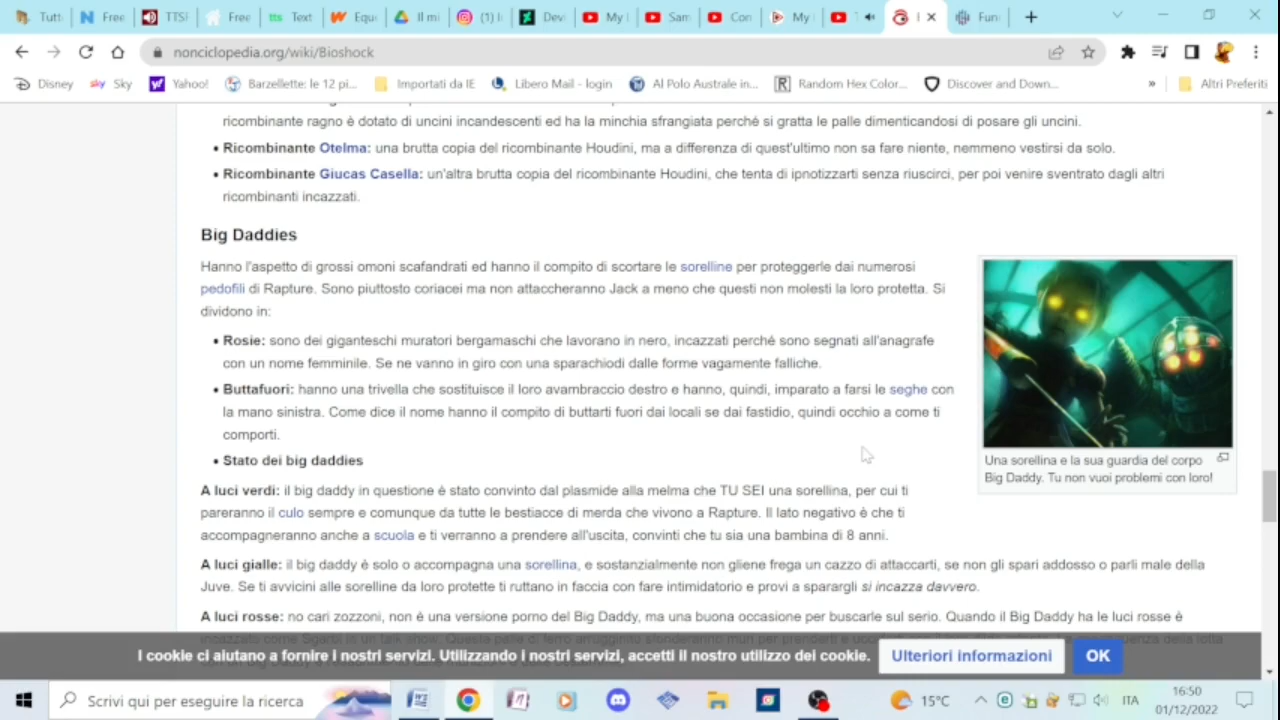 Tutt
Free
TTSF
Free
tts Text
Equ
Il mi
(1) I
Devi
My I
Sam
Con
My
Fun
nonciclopedia.org/wiki/Bioshock
Disney
sky Sky
Yahoo!
Barzellette: le 12 pi...
Importati da IE
Libero Mail - login
Al Polo Australe in...
Random Hex Color...
Discover and Down...
»
Altri Preferiti
ricombinante ragno è dotato di uncini incandescenti ed ha la minchia sfrangiata perché si gratta le palle dimenticandosi di posare gli uncini.
• Ricombinante Otelma: una brutta copia del ricombinante Houdini, ma a differenza di quest'ultimo non sa fare niente, nemmeno vestirsi da solo.
• Ricombinante Giucas Casella: un'altra brutta copia del ricombinante Houdini, che tenta di ipnotizzarti senza riuscirci, per poi venire sventrato dagli altri
ricombinanti incazzati.
Big Daddies
Hanno l'aspetto di grossi omoni scafandrati ed hanno il compito di scortare le sorelline per proteggerle dai numerosi
pedofili di Rapture. Sono piuttosto coriacei ma non attaccheranno Jack a meno che questi non molesti la loro protetta. Si
dividono in:
• Rosie: sono dei giganteschi muratori bergamaschi che lavorano in nero, incazzati perché sono segnati all'anagrafe
con un nome femminile. Se ne vanno in giro con una sparachiodi dalle forme vagamente falliche.
• Buttafuori: hanno una trivella che sostituisce il loro avambraccio destro e hanno, quindi, imparato a farsi le seghe con
la mano sinistra. Come dice il nome hanno il compito di buttarti fuori dai locali se dai fastidio, quindi occhio a come ti
comporti.
• Stato dei big daddies
Una sorellina e la sua guardia del corpo
Big Daddy. Tu non vuoi problemi con loro!
A luci verdi: il big daddy in questione è stato convinto dal plasmide alla melma che TU SEI una sorellina, per cui ti
pareranno il culo sempre e comunque da tutte le bestiacce di merda che vivono a Rapture. Il lato negativo è che ti
accompagneranno anche a scuola e ti verranno a prendere all'uscita, convinti che tu sia una bambina di 8 anni.
A luci gialle: il big daddy è solo o accompagna una sorellina, e sostanzialmente non gliene frega un cazzo di attaccarti, se non gli spari addosso o parli male della
Juve. Se ti avvicini alle sorelline da loro protette ti ruttano in faccia con fare intimidatorio e provi a sparargli si incazza davvero.
A luci rosse: no cari zozzoni, non è una versione porno del Big Daddy, ma una buona occasione per buscarle sul serio. Quando il Big Daddy ha le luci rosse è
I cookie ci aiutano a fornire i nostri servizi. Utilizzando i nostri servizi, accetti il nostro utilizzo dei cookie.
Ulteriori informazioni
OK
Scrivi qui per eseguire la ricerca
15°C
ITA
16:50
01/12/2022